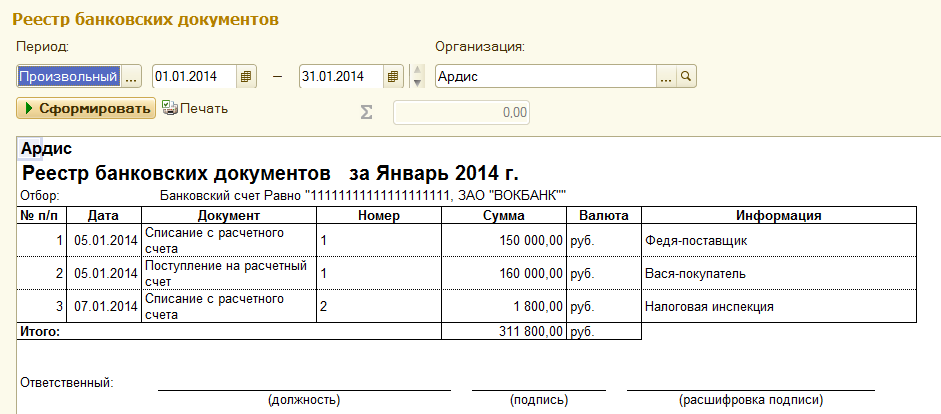 Реестр банковских документов
Период:
Организация:
Произвольный ... 01.01.2014 – 31.01.2014 Ардис ...
Сформировать Печать Σ 0,00
Ардис
Реестр банковских документов за Январь 2014 г.
Отбор: Банковский счет Равно "11111111111111111111, ЗАО "ВОКБАНК""
№ п/п Дата Документ Номер Сумма Валюта Информация
1 05.01.2014 Списание с расчетного счета 1 150 000,00 руб. Федя-поставщик
2 05.01.2014 Поступление на расчетный счет 1 160 000,00 руб. Вася-покупатель
3 07.01.2014 Списание с расчетного счета 2 1 800,00 руб. Налоговая инспекция
Итого: 311 800,00 руб.
Ответственный:
(должность) (подпись) (расшифровка подписи)